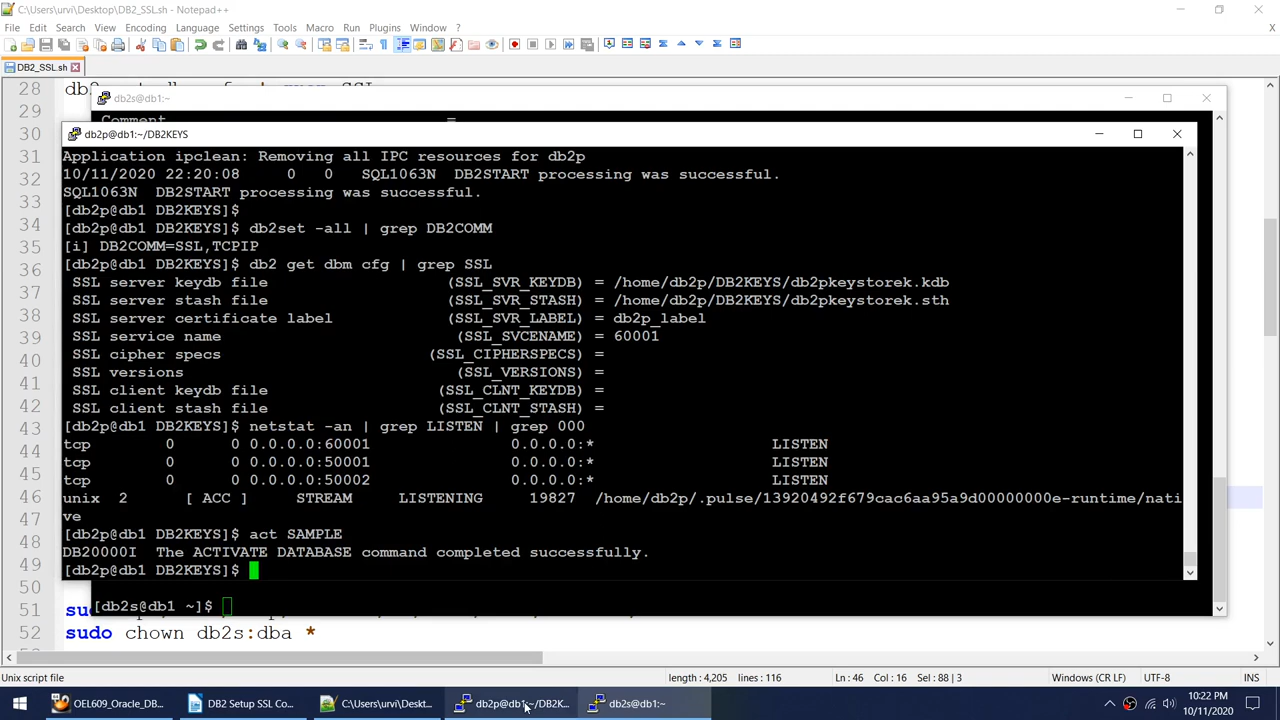 C:\Users\urvi\Desktop\DB2_SSL.sh - Notepad++
File Edit Search View Encoding Language Settings Tools Macro Run Plugins Window ?
X
DB2_SSL.sh
28
29
db2s@db1:~
30
Comment =
db2p@db1:~/DB2KEYS
31 Application ipclean: Removing all IPC resources for db2p
32 10/11/2020 22:20:08 0 0 SQL1063N DB2START processing was successful.
33 SQL1063N DB2START processing was successful.
34 [db2p@db1 DB2KEYS]$
[db2p@db1 DB2KEYS]$ db2set -all | grep DB2COMM
35 [i] DB2COMM=SSL,TCPIP
36 [db2p@db1 DB2KEYS]$ db2 get dbm cfg | grep SSL
37 SSL server keydb file (SSL_SVR_KEYDB) = /home/db2p/DB2KEYS/db2pkeystorek.kdb
38 SSL server stash file (SSL_SVR_STASH) = /home/db2p/DB2KEYS/db2pkeystorek.sth
SSL server certificate label (SSL_SVR_LABEL) = db2p_label
39 SSL service name (SSL_SVCENAME) = 60001
40 SSL cipher specs (SSL_CIPHERSPECS) =
41 SSL versions (SSL_VERSIONS) =
42 SSL client keydb file (SSL_CLNT_KEYDB) =
SSL client stash file (SSL_CLNT_STASH) =
43 [db2p@db1 DB2KEYS]$ netstat -an | grep LISTEN | grep 000
44 tcp 0 0 0.0.0.0:60001 0.0.0.0:* LISTEN
45 tcp 0 0 0.0.0.0:50001 0.0.0.0:* LISTEN
tcp 0 0 0.0.0.0:50002 0.0.0.0:* LISTEN
46 unix 2 [ ACC ] STREAM LISTENING 19827 /home/db2p/.pulse/13920492f679cac6aa95a9d00000000e-runtime/nati
47 ve
48 [db2p@db1 DB2KEYS]$ act SAMPLE
49 DB20000I The ACTIVATE DATABASE command completed successfully.
50 [db2p@db1 DB2KEYS]$
51 [db2s@db1 ~]$
52 sudo chown db2s:dba *
Unix script file length : 4,205 lines : 116 Ln : 46 Col : 16 Sel : 88 | 3 Windows (CR LF) UTF-8 INS
OEL609_Oracle_DB... DB2 Setup SSL Co... C:\Users\urvi\Deskt... db2p@db1:~/DB2K... db2s@db1:~
10:22 PM
10/11/2020